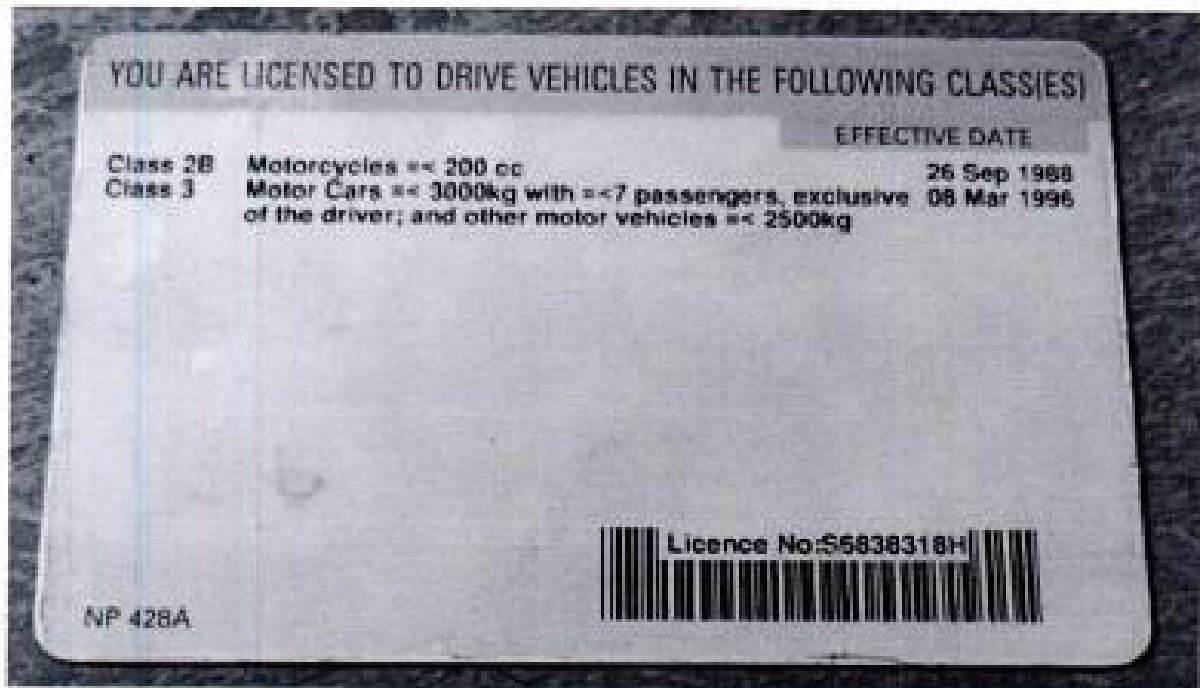 YOU ARE LICENSED TO DRIVE VEHICLES IN THE FOLLOWING CLASS(ES)
EFFECTIVE DATE
Class 2B Motorcycles =< 200 cc 26 Sep 1988
Class 3 Motor Cars =< 3000kg with =<7 passengers, exclusive 08 Mar 1996
of the driver; and other motor vehicles =< 2500kg
Licence No:S6838318H
NP 428A